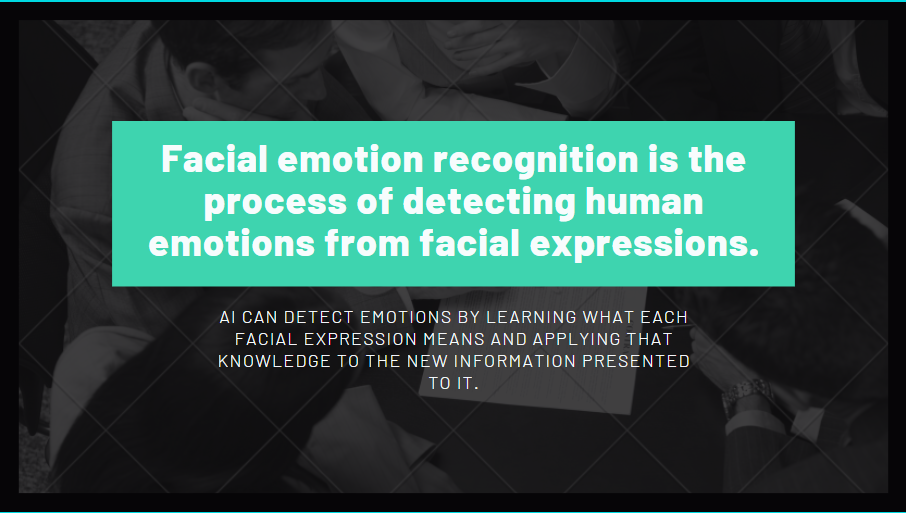 Facial emotion recognition is the
process of detecting human
emotions from facial expressions.
AI CAN DETECT EMOTIONS BY LEARNING WHAT EACH
FACIAL EXPRESSION MEANS AND APPLYING THAT
KNOWLEDGE TO THE NEW INFORMATION PRESENTED
TO IT.